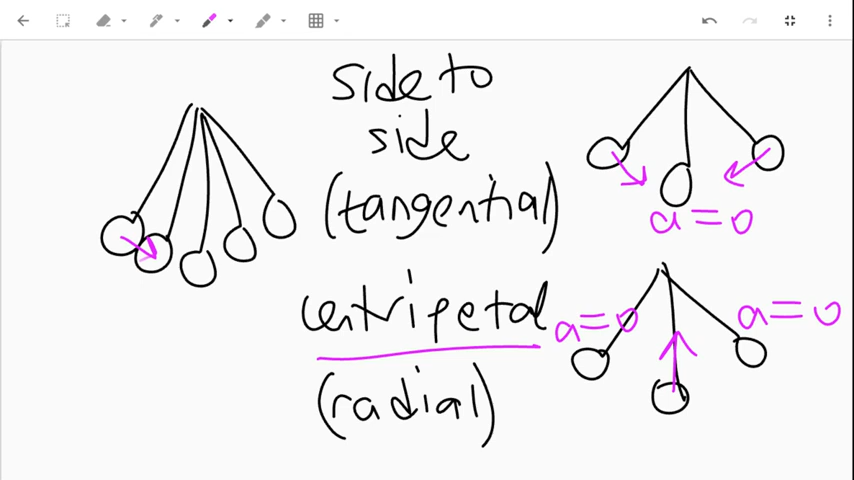 side to
side
(tangential)
a=0
centripetal
a=0
a=0
(radial)